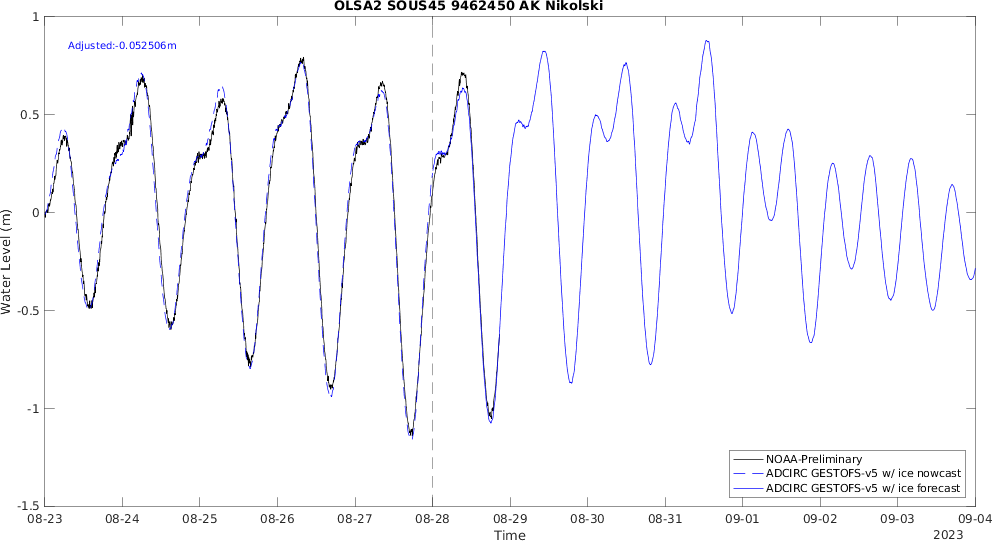 OLSA2 SOUS45 9462450 AK Nikolski
Adjusted:-0.052506m
1
0.5
0
-0.5
-1
-1.5
Water Level (m)
NOAA-Preliminary
ADCIRC GESTOFS-v5 w/ ice nowcast
ADCIRC GESTOFS-v5 w/ ice forecast
08-23 08-24 08-25 08-26 08-27 08-28 08-29 08-30 08-31 09-01 09-02 09-03 09-04
Time
2023